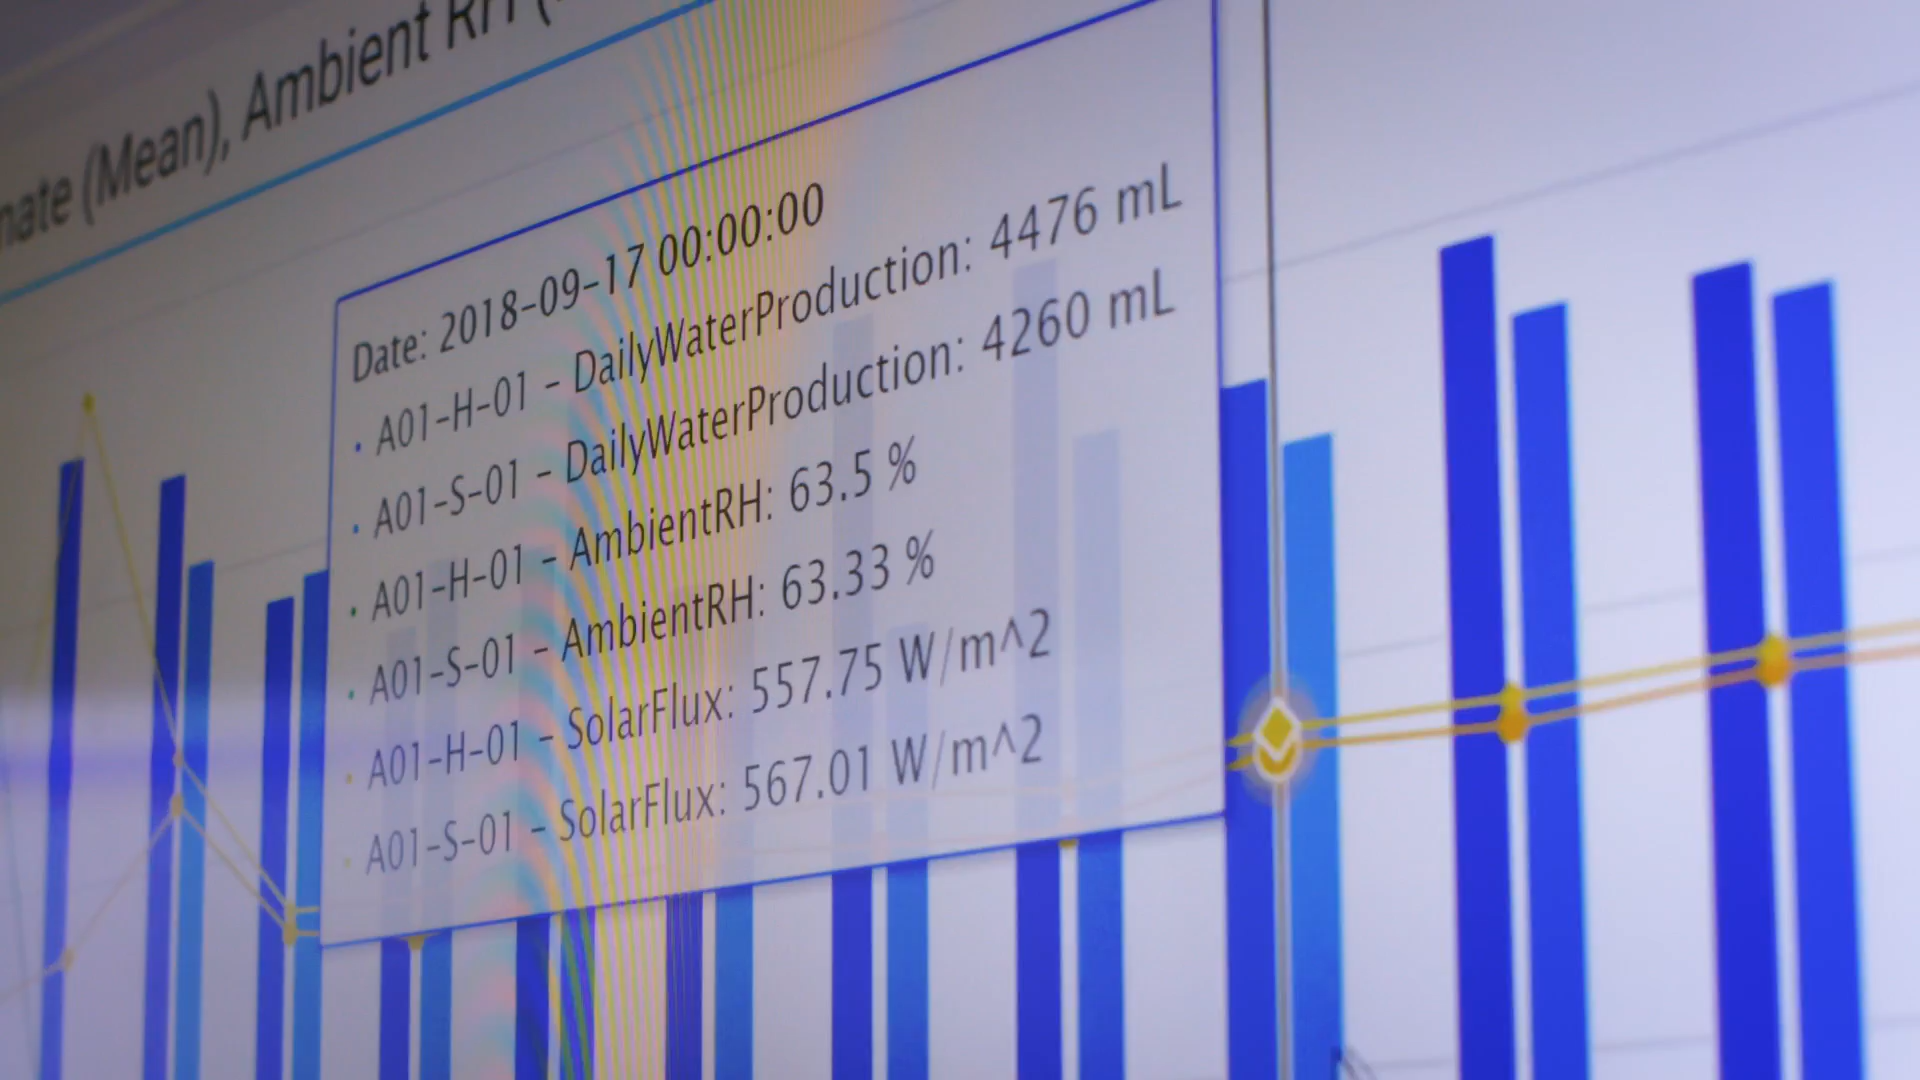 (Mean), Ambient RH
Date: 2018-09-17 00:00:00
• A01-H-01 - DailyWaterProduction: 4476 mL
• A01-S-01 - DailyWaterProduction: 4260 mL
• A01-H-01 - AmbientRH: 63.5 %
• A01-S-01 - AmbientRH: 63.33 %
• A01-H-01 - SolarFlux: 557.75 W/m^2
• A01-S-01 - SolarFlux: 567.01 W/m^2